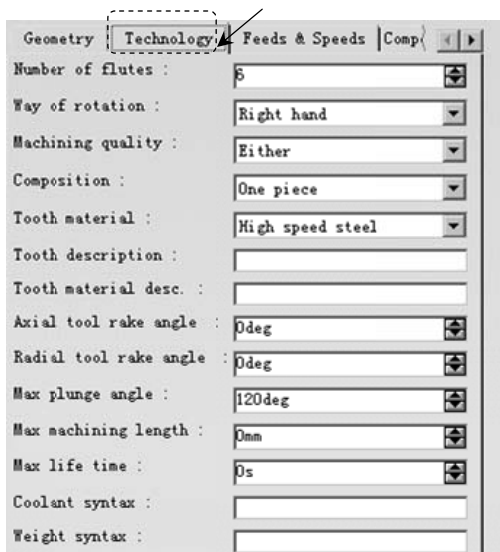 Geometry Technology Feeds & Speeds Comp
Number of flutes : 6
Way of rotation : Right hand
Machining quality : Either
Composition : One piece
Tooth material : High speed steel
Tooth description :
Tooth material desc. :
Axial tool rake angle : 0deg
Radial tool rake angle : 0deg
Max plunge angle : 120deg
Max machining length : 0mm
Max life time : 0s
Coolant syntax :
Weight syntax :